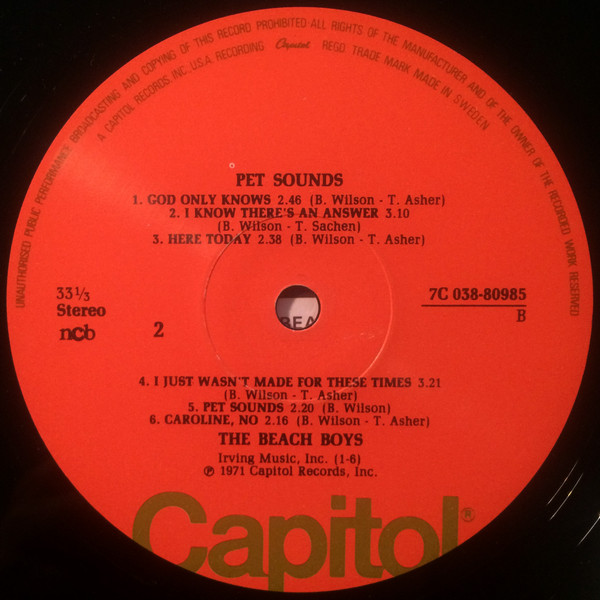 UNAUTHORISED PUBLIC PERFORMANCE BROADCASTING AND COPYING OF THIS RECORD PROHIBITED·ALL RIGHTS OF THE MANUFACTURER AND OF THE OWNER OF THE RECORDED WORK RESERVED
A CAPITOL RECORDS, INC. U.S.A. RECORDING Capitol REGD TRADE MARK MADE IN SWEDEN
PET SOUNDS
1. GOD ONLY KNOWS 2.46 (B. Wilson - T. Asher)
2. I KNOW THERE'S AN ANSWER 3.10
(B. Wilson - T. Sachen)
3. HERE TODAY 2.38 (B. Wilson - T. Asher)
33 1/3
Stereo
ncb
2
7C 038-80985
B
BEA
4. I JUST WASN'T MADE FOR THESE TIMES 3.21
(B. Wilson - T. Asher)
5. PET SOUNDS 2.20 (B. Wilson)
6. CAROLINE, NO 2.16 (B. Wilson - T. Asher)
THE BEACH BOYS
Irving Music, Inc. (1-6)
℗ 1971 Capitol Records, Inc.
Capitol®